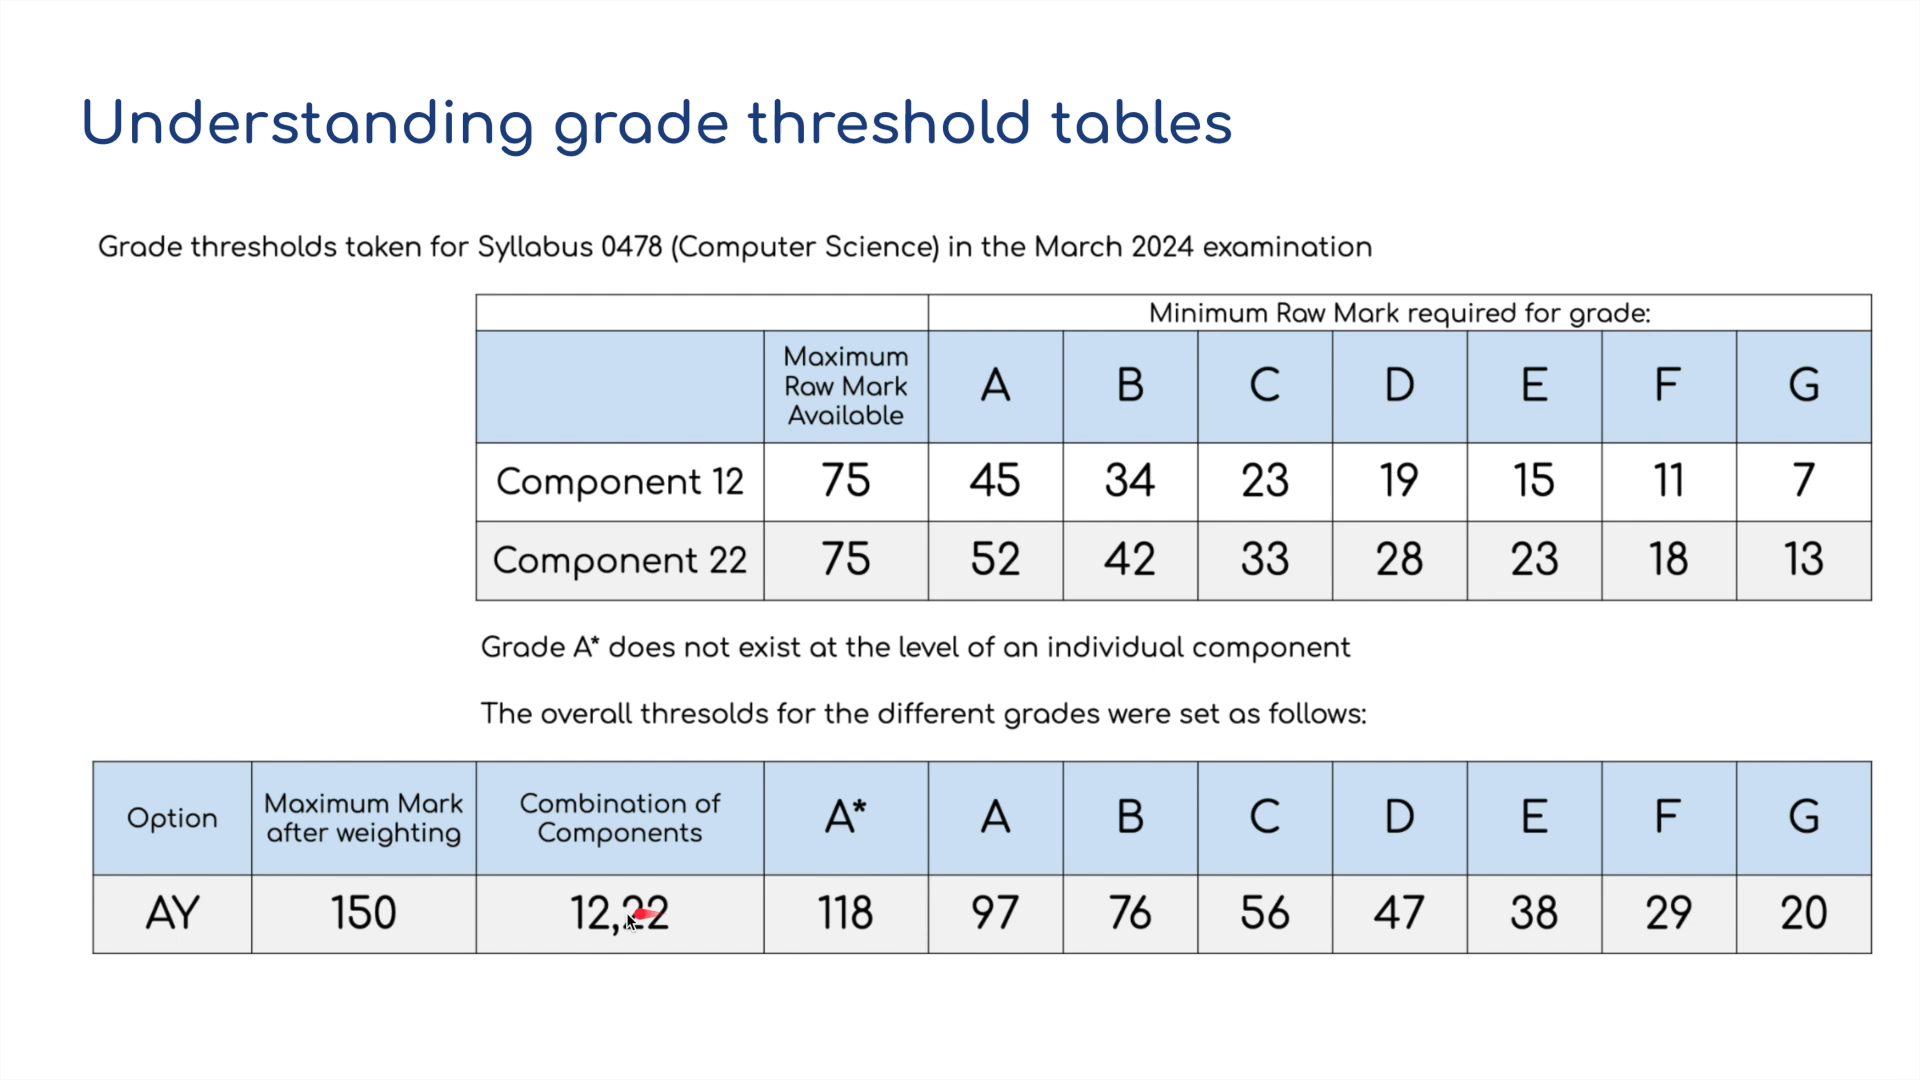 Understanding grade threshold tables
Grade thresholds taken for Syllabus 0478 (Computer Science) in the March 2024 examination
Minimum Raw Mark required for grade:
Maximum Raw Mark Available A B C D E F G
Component 12 75 45 34 23 19 15 11 7
Component 22 75 52 42 33 28 23 18 13
Grade A* does not exist at the level of an individual component
The overall thresolds for the different grades were set as follows:
Option Maximum Mark after weighting Combination of Components A* A B C D E F G
AY 150 12,22 118 97 76 56 47 38 29 20